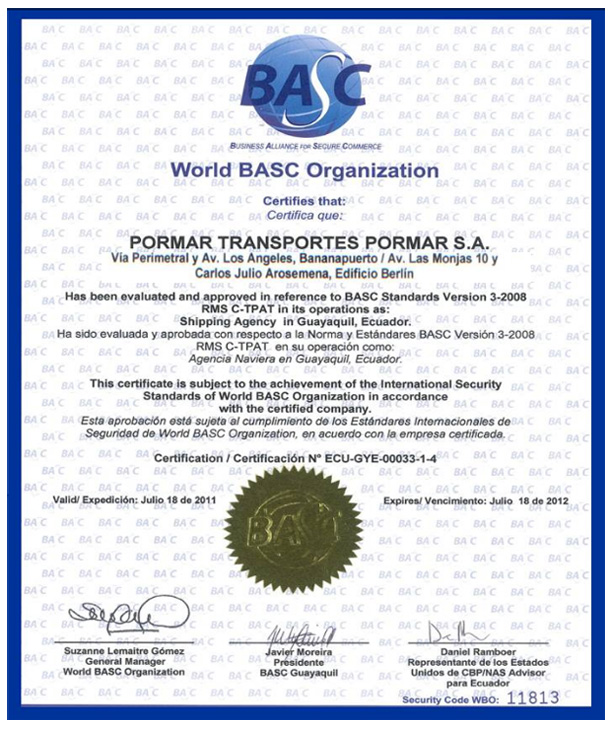 BASC
BUSINESS ALLIANCE FOR SECURE COMMERCE
World BASC Organization
Certifies that:
Certifica que:
PORMAR TRANSPORTES PORMAR S.A.
Vía Perimetral y Av. Los Angeles, Bananapuerto / Av. Las Monjas 10 y
Carlos Julio Arosemena, Edificio Berlín
Has been evaluated and approved in reference to BASC Standards Version 3-2008
RMS C-TPAT in its operations as:
Shipping Agency in Guayaquil, Ecuador.
Ha sido evaluada y aprobada con respecto a la Norma y Estándares BASC Versión 3-2008
RMS C-TPAT en su operación como:
Agencia Naviera en Guayaquil, Ecuador.
This certificate is subject to the achievement of the International Security
Standards of World BASC Organization in accordance
with the certified company.
Esta aprobación está sujeta al cumplimiento de los Estándares Internacionales de
Seguridad de World BASC Organization, en acuerdo con la empresa certificada.
Certification / Certificación N° ECU-GYE-00033-1-4
Valid/ Expedición: Julio 18 de 2011
Expires/ Vencimiento: Julio 18 de 2012
BASC
Suzanne Lemaitre Gómez
General Manager
World BASC Organization
Javier Moreira
Presidente
BASC Guayaquil
Daniel Ramboer
Representante de los Estados
Unidos de CBP/NAS Advisor
para Ecuador
Security Code WBO: 11813